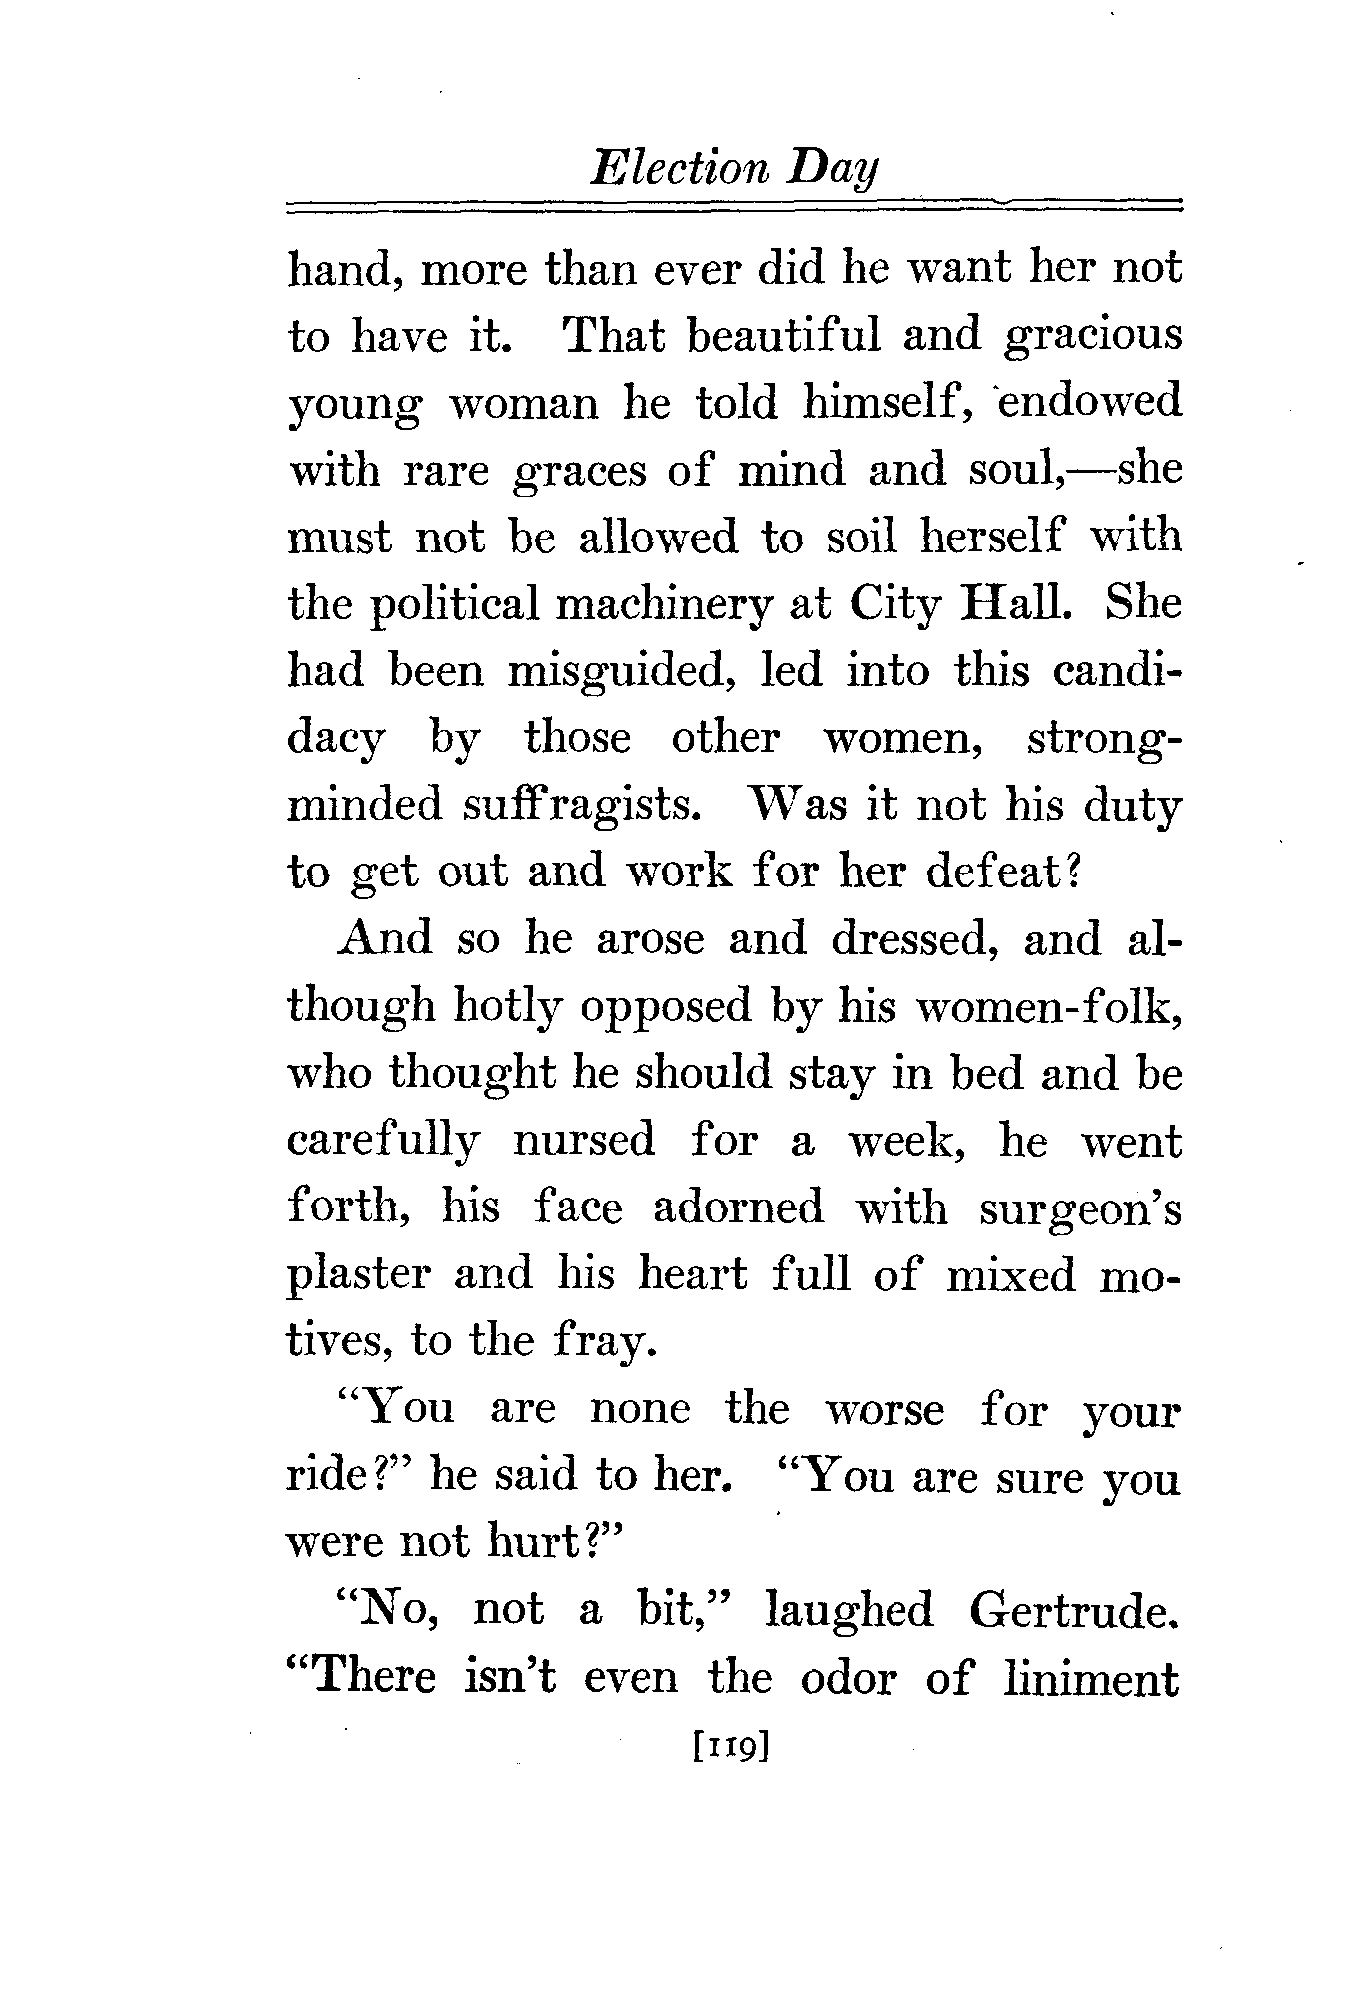 Election Day
hand, more than ever did he want her not
to have it. That beautiful and gracious
young woman he told himself, endowed
with rare graces of mind and soul,—she
must not be allowed to soil herself with
the political machinery at City Hall. She
had been misguided, led into this candi-
dacy by those other women, strong-
minded suffragists. Was it not his duty
to get out and work for her defeat?
And so he arose and dressed, and al-
though hotly opposed by his women-folk,
who thought he should stay in bed and be
carefully nursed for a week, he went
forth, his face adorned with surgeon's
plaster and his heart full of mixed mo-
tives, to the fray.
"You are none the worse for your
ride?" he said to her. "You are sure you
were not hurt?"
"No, not a bit," laughed Gertrude.
"There isn't even the odor of liniment
[119]